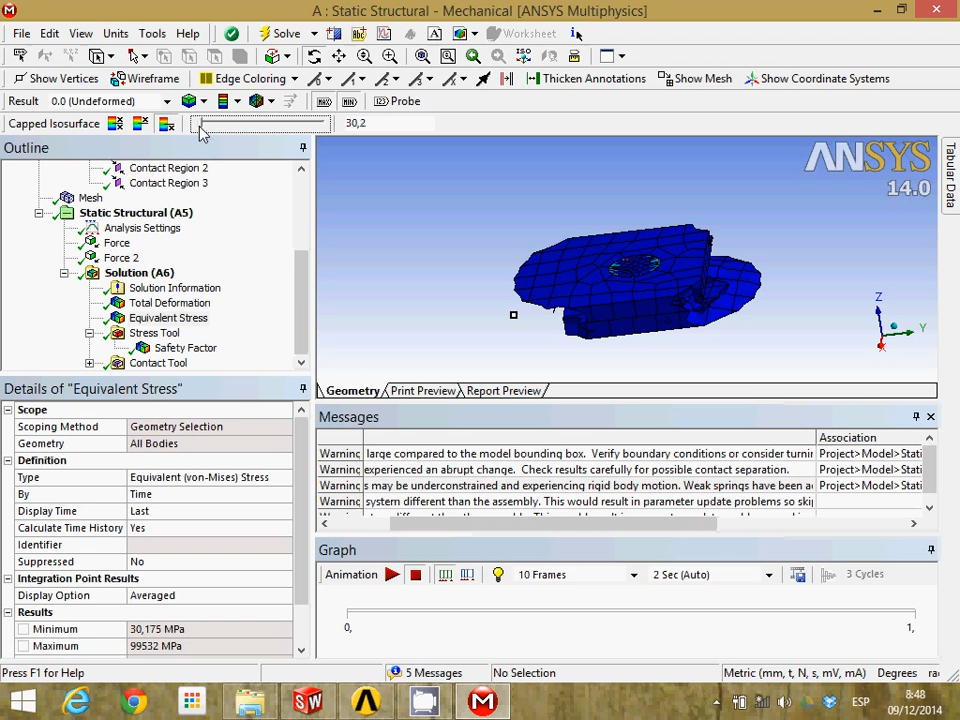 A : Static Structural - Mechanical [ANSYS Multiphysics]
File Edit View Units Tools Help Solve Worksheet
Show Vertices Wireframe Edge Coloring Thicken Annotations Show Mesh Show Coordinate Systems
Result 0.0 (Undeformed) MAX MIN Probe
Capped Isosurface 30,2
Outline
Contact Region 2
Contact Region 3
Mesh
Static Structural (A5)
Analysis Settings
Force
Force 2
Solution (A6)
Solution Information
Total Deformation
Equivalent Stress
Stress Tool
Safety Factor
Contact Tool
ANSYS
14.0
Z
Y
X
Tabular Data
Geometry Print Preview Report Preview
Details of "Equivalent Stress"
Scope
Scoping Method Geometry Selection
Geometry All Bodies
Definition
Type Equivalent (von-Mises) Stress
By Time
Display Time Last
Calculate Time History Yes
Identifier
Suppressed No
Integration Point Results
Display Option Averaged
Results
Minimum 30,175 MPa
Maximum 99532 MPa
Messages
Association
Warning large compared to the model bounding box. Verify boundary conditions or consider turnin Project>Model>Stati
Warning experienced an abrupt change. Check results carefully for possible contact separation.
Warning s may be underconstrained and experiencing rigid body motion. Weak springs have been a Project>Model>Stati
Warning system different than the assembly. This would result in parameter update problems so skip Project>Model>Stati
Graph
Animation 10 Frames 2 Sec (Auto) 3 Cycles
0, 1,
Press F1 for Help 5 Messages No Selection Metric (mm, t, N, s, mV, mA) Degrees
ESP 8:48
09/12/2014